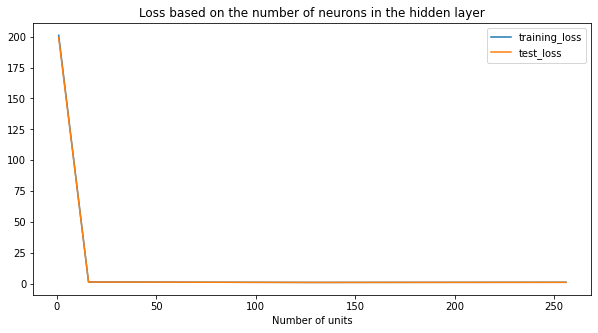 Loss based on the number of neurons in the hidden layer
training_loss
test_loss
200
175
150
125
100
75
50
25
0
0 50 100 150 200 250
Number of units